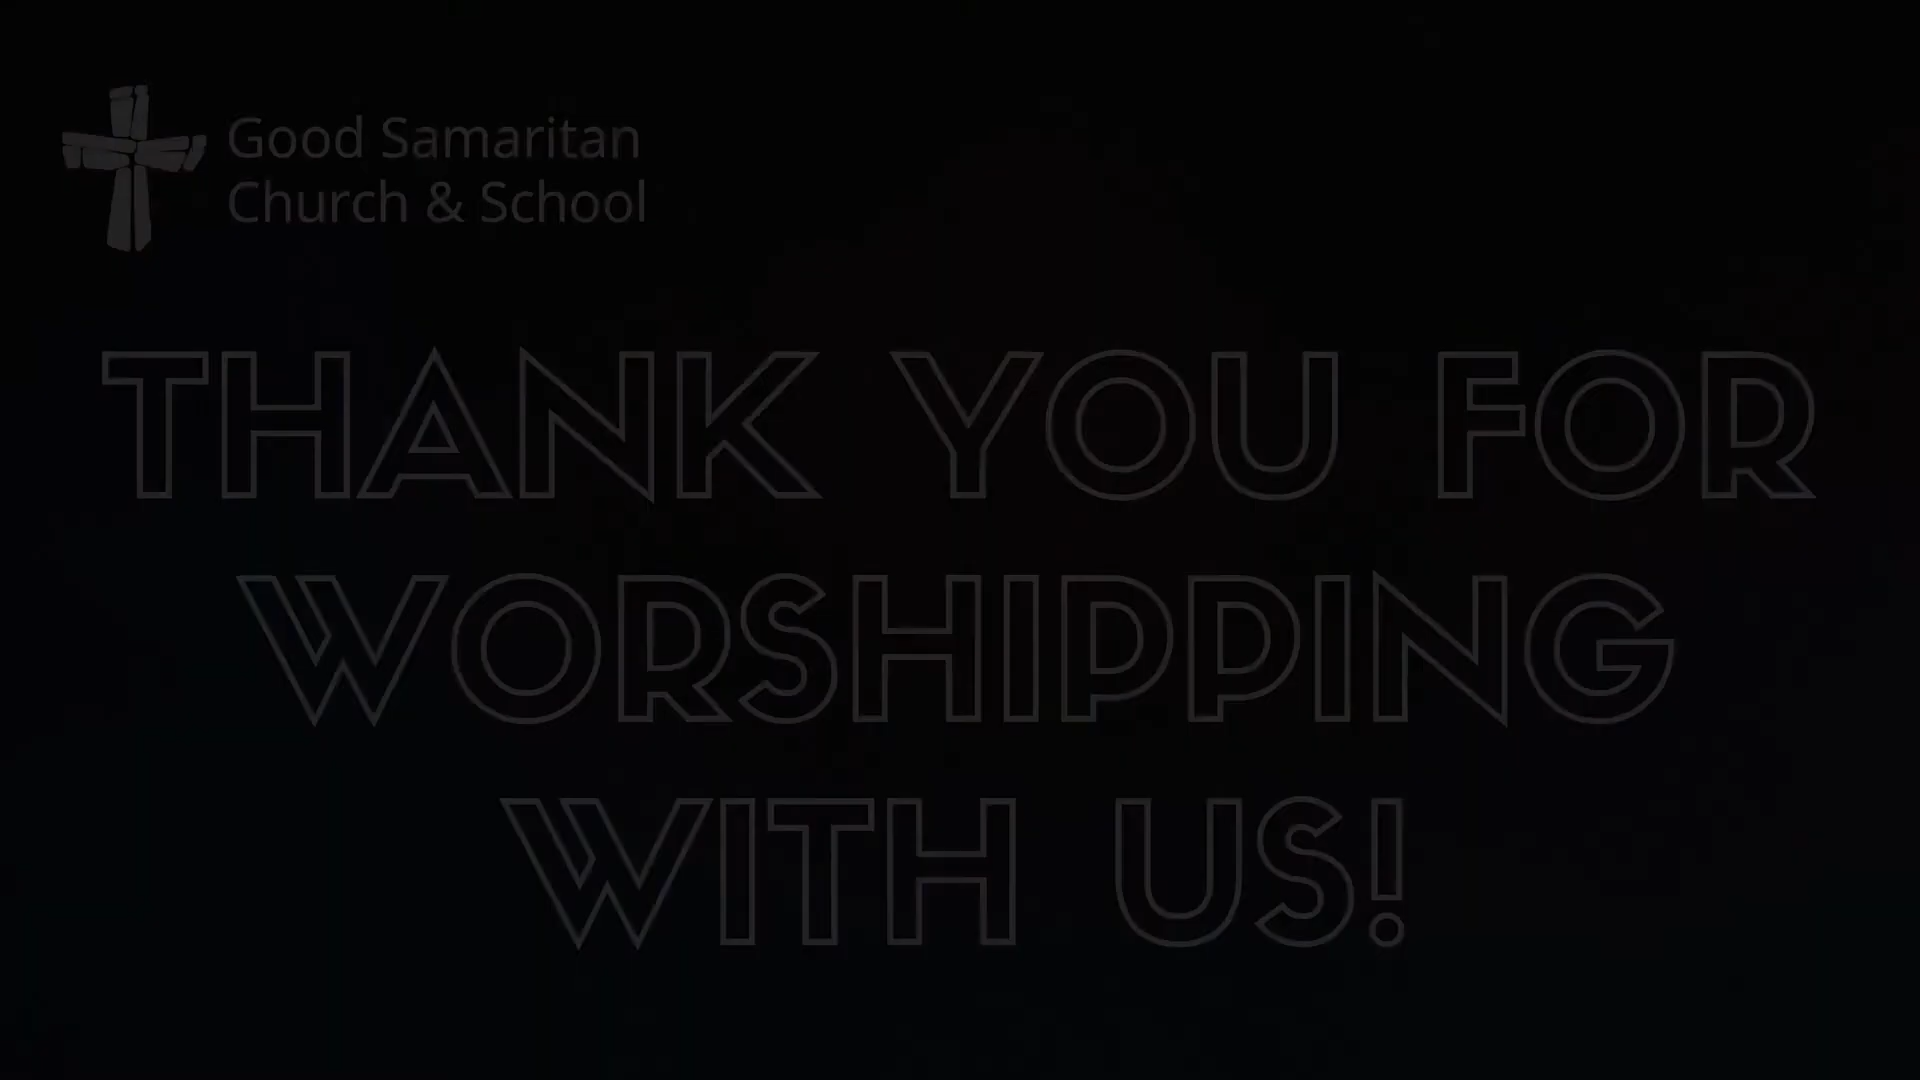 Good Samaritan
Church & School
THANK YOU FOR
WORSHIPPING
WITH US!